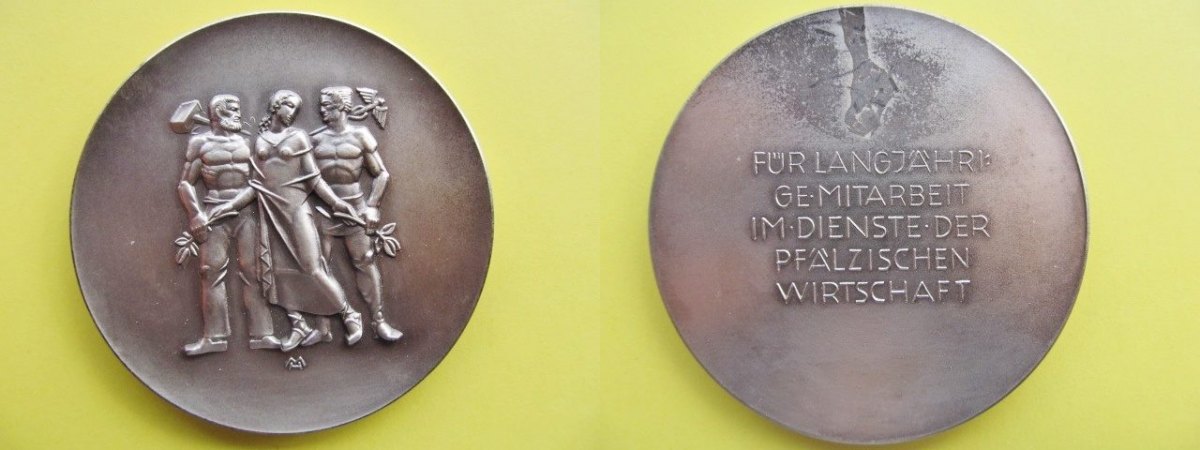 FÜR LANGJÄHRI:
GE·MITARBEIT
IM·DIENSTE·DER
PFÄLZISCHEN
WIRTSCHAFT